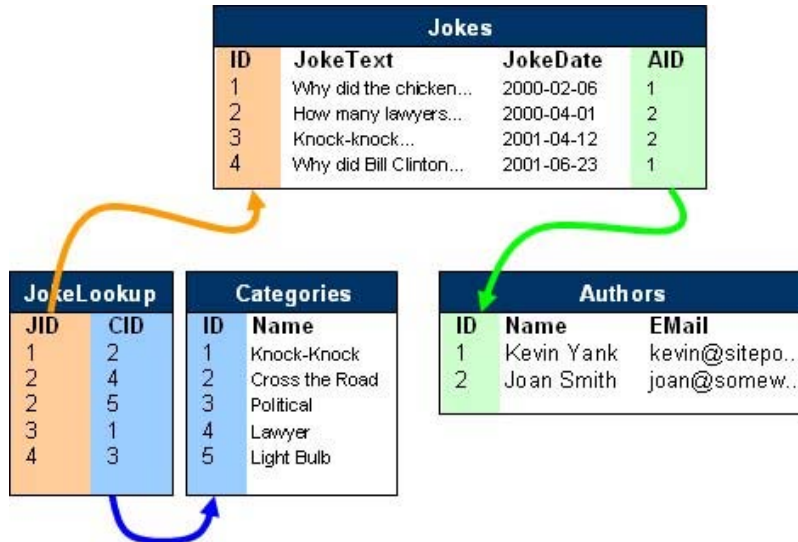 Jokes
ID JokeText JokeDate AID
1 Why did the chicken... 2000-02-06 1
2 How many lawyers... 2000-04-01 2
3 Knock-knock... 2001-04-12 2
4 Why did Bill Clinton... 2001-06-23 1
JokeLookup
JID CID
1 2
2 4
2 5
3 1
4 3
Categories
ID Name
1 Knock-Knock
2 Cross the Road
3 Political
4 Lawyer
5 Light Bulb
Authors
ID Name EMail
1 Kevin Yank kevin@sitepo...
2 Joan Smith joan@somew...